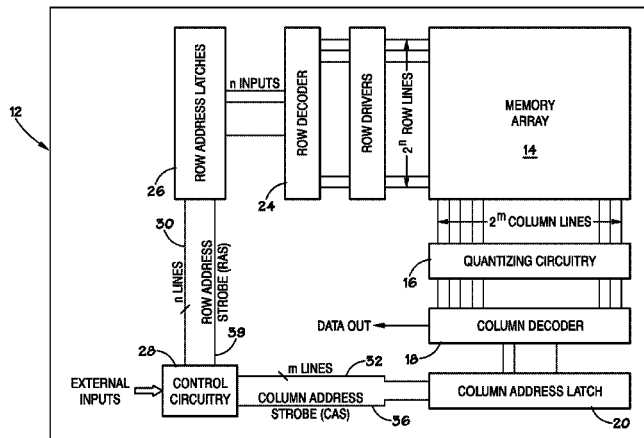 12
ROW ADDRESS LATCHES
26
n INPUTS
ROW DECODER
24
ROW DRIVERS
2^n ROW LINES
MEMORY
ARRAY
14
2^m COLUMN LINES
16
QUANTIZING CIRCUITRY
DATA OUT
COLUMN DECODER
18
30
n LINES
ROW ADDRESS
STROBE (RAS)
39
28
EXTERNAL
INPUTS
CONTROL
CIRCUITRY
m LINES
32
COLUMN ADDRESS
STROBE (CAS)
36
COLUMN ADDRESS LATCH
20